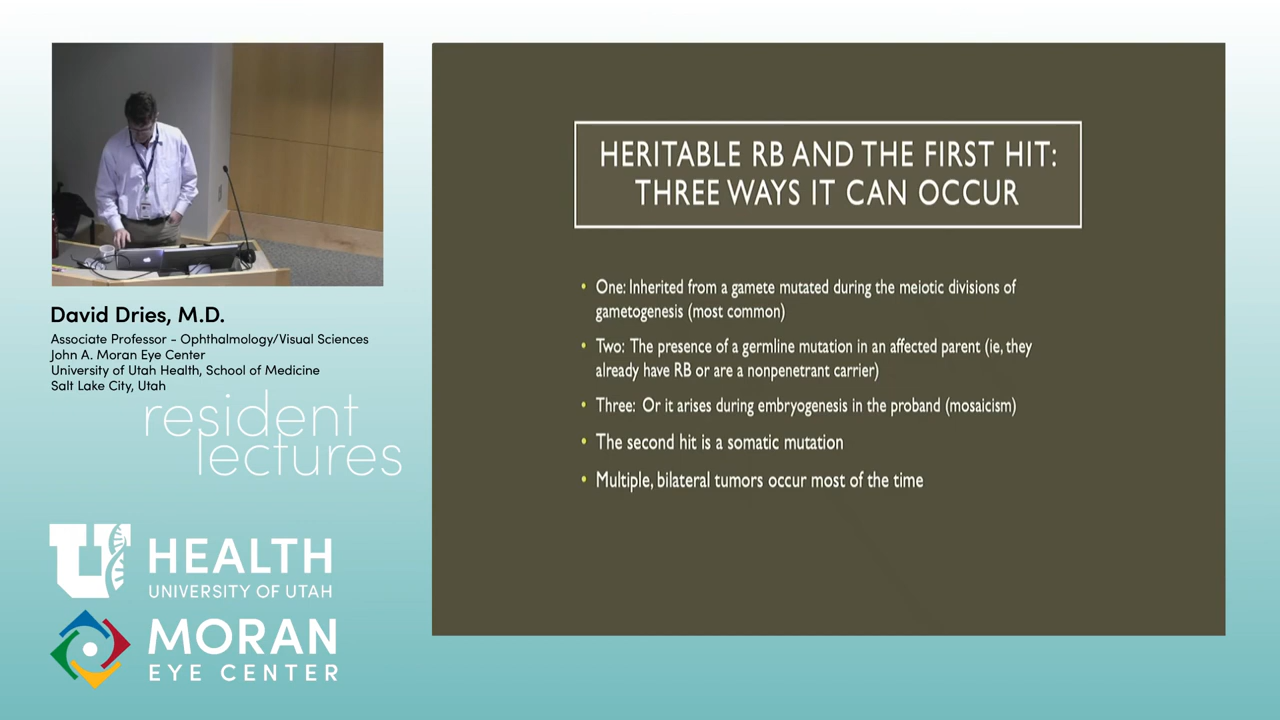 HERITABLE RB AND THE FIRST HIT:
THREE WAYS IT CAN OCCUR
• One: Inherited from a gamete mutated during the meiotic divisions of
gametogenesis (most common)
• Two: The presence of a germline mutation in an affected parent (ie, they
already have RB or are a nonpenetrant carrier)
• Three: Or it arises during embryogenesis in the proband (mosaicism)
• The second hit is a somatic mutation
• Multiple, bilateral tumors occur most of the time
David Dries, M.D.
Associate Professor - Ophthalmology/Visual Sciences
John A. Moran Eye Center
University of Utah Health, School of Medicine
Salt Lake City, Utah
resident
lectures
U HEALTH
UNIVERSITY OF UTAH
MORAN
EYE CENTER